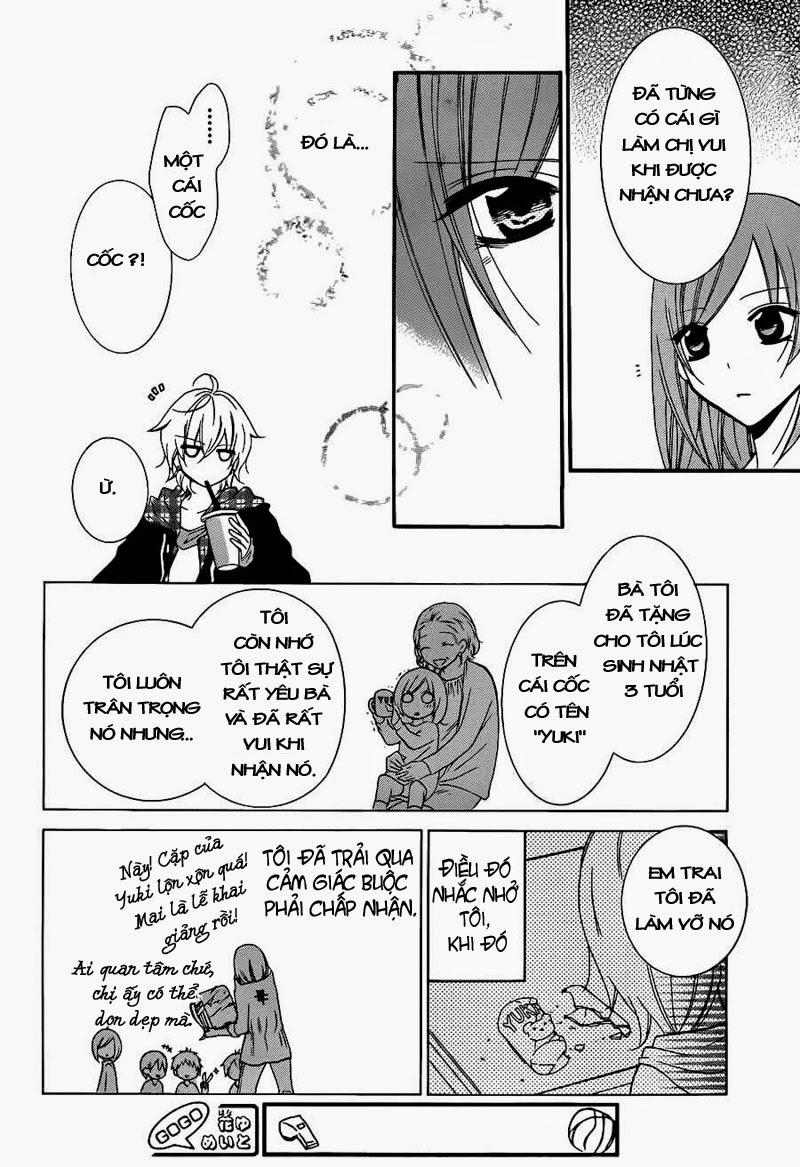 ĐÃ TỪNG
CÓ CÁI GÌ
LÀM CHỊ VUI
KHI ĐƯỢC
NHẬN CHƯA?
ĐÓ LÀ...
......
MỘT
CÁI
CỐC
CỐC ?!
Ừ.
BÀ TÔI
ĐÃ TẶNG
CHO TÔI LÚC
SINH NHẬT
3 TUỔI
TRÊN
CÁI CỐC
CÓ TÊN
"YUKI"
TÔI
CÒN NHỚ
TÔI THẬT SỰ
RẤT YÊU BÀ
VÀ ĐÃ RẤT
VUI KHI
NHẬN NÓ.
TÔI LUÔN
TRÂN TRỌNG
NÓ NHƯNG...
EM TRAI
TÔI ĐÃ
LÀM VỠ NÓ
YUKI
ĐIỀU ĐÓ
NHẮC NHỞ
TÔI,
KHI ĐÓ
TÔI ĐÃ TRẢI QUA
CẢM GIÁC BUỘC
PHẢI CHẤP NHẬN.
Này! Cặp của
Yuki lộn xộn quá!
Mai là lễ khai
giảng rồi!
Ai quan tâm chứ,
chị ấy có thể
dọn dẹp mà.
GOGO
花ゆ
めいと